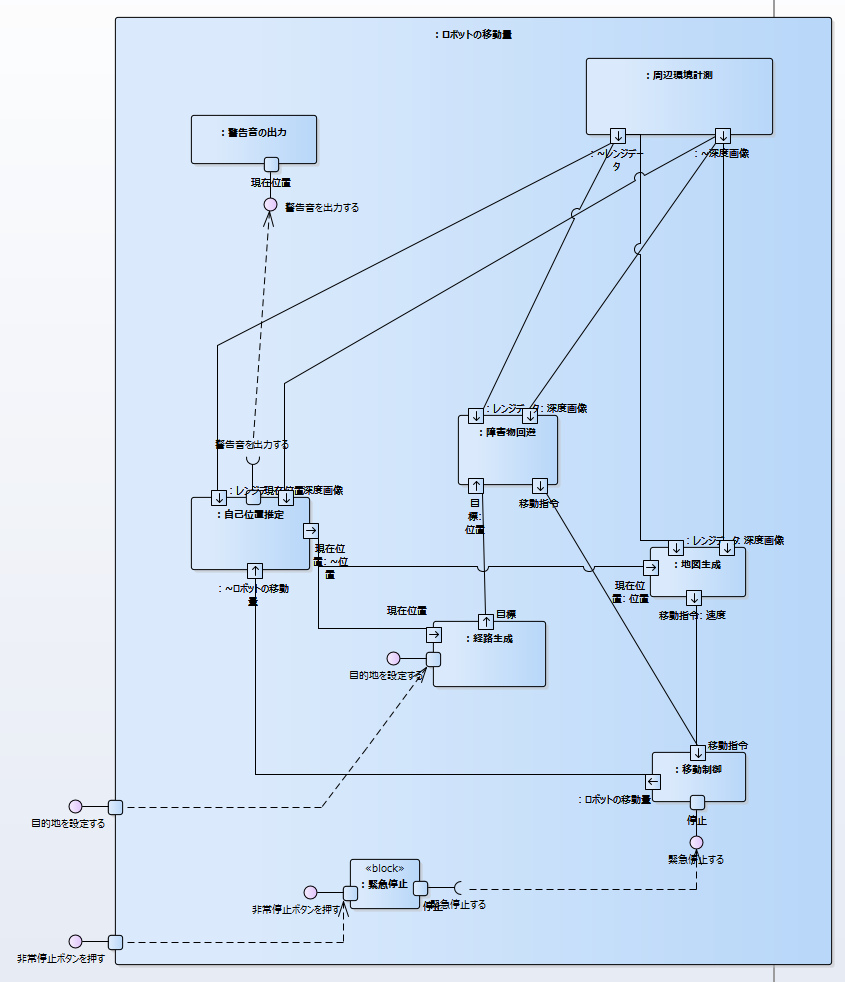 : ロボットの移動量
: 周辺環境計測
: 警告音の出力
: ~レンジデー
タ
: ~深度画像
現在位置
警告音を出力する
: レンジデータ
: 深度画像
: 障害物回避
警告音を出力する
: レンジデ
現在位置
深度画像
: 自己位置推定
目
標:
位置
移動指令
現在位
置: ~位
置
: レンジデータ
: 深度画像
: 地図生成
: ~ロボットの移動
量
現在位
置: 位置
現在位置
目標
移動指令: 速度
: 経路生成
目的地を設定する
移動指令
: 移動制御
: ロボットの移動量
目的地を設定する
停止
緊急停止する
«block»
: 緊急停止
非常停止ボタンを押す
停止
緊急停止する
非常停止ボタンを押す